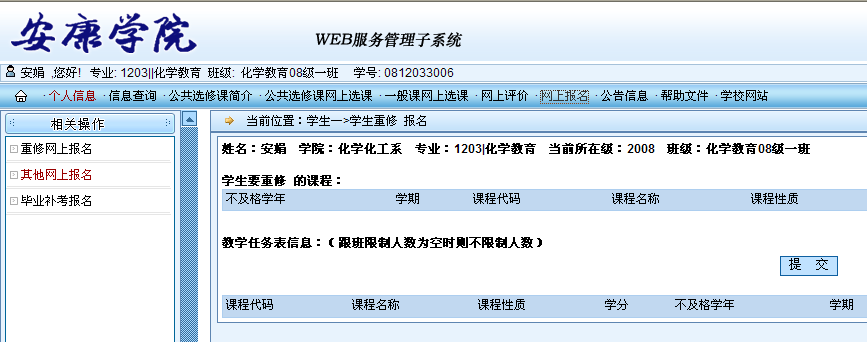 安康学院
WEB服务管理子系统
安娟 ,您好! 专业: 1203||化学教育 班级: 化学教育08级一班 学号: 0812033006
· 个人信息 · 信息查询 · 公共选修课简介 · 公共选修课网上选课 · 一般课网上选课 · 网上评价 · 网上报名 · 公告信息 · 帮助文件 · 学校网站
相关操作
重修网上报名
其他网上报名
毕业补考报名
当前位置：学生—>学生重修 报名
姓名：安娟 学院：化学化工系 专业：1203|化学教育 当前所在级：2008 班级：化学教育08级一班
学生要重修 的课程：
不及格学年 学期 课程代码 课程名称 课程性质
教学任务表信息：（跟班限制人数为空时则不限制人数）
提 交
课程代码 课程名称 课程性质 学分 不及格学年 学期